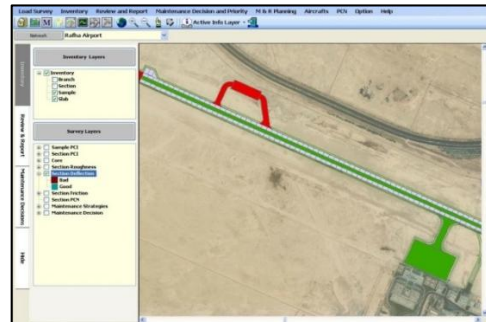 Load Survey Inventory Review and Report Maintenance Decision and Priority M & R Planning Aircrafts PCN Option Help
Active Info Layer
Network Rafha Airport
Inventory
Review & Report
Maintenance Decisions
Help
Inventory Layers
Inventory
Branch
Section
Sample
Slab
Survey Layers
Sample PCI
Section PCI
Core
Section Roughness
Section Deflection
Bad
Good
Section Friction
Section PCN
Maintenance Strategies
Maintenance Decision